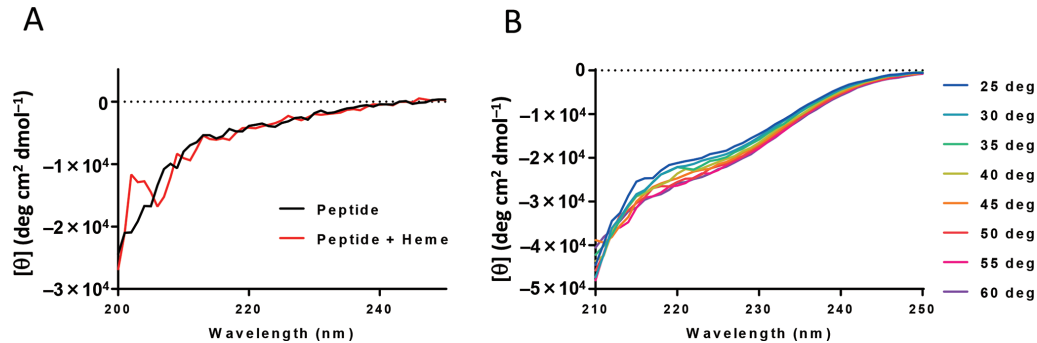 A
[θ] (deg cm² dmol⁻¹)
0
−1 × 10⁴
−2 × 10⁴
−3 × 10⁴
200
220
240
Wavelength (nm)
Peptide
Peptide + Heme
B
[θ] (deg cm² dmol⁻¹)
0
−1 × 10⁴
−2 × 10⁴
−3 × 10⁴
−4 × 10⁴
−5 × 10⁴
210
220
230
240
250
Wavelength (nm)
25 deg
30 deg
35 deg
40 deg
45 deg
50 deg
55 deg
60 deg